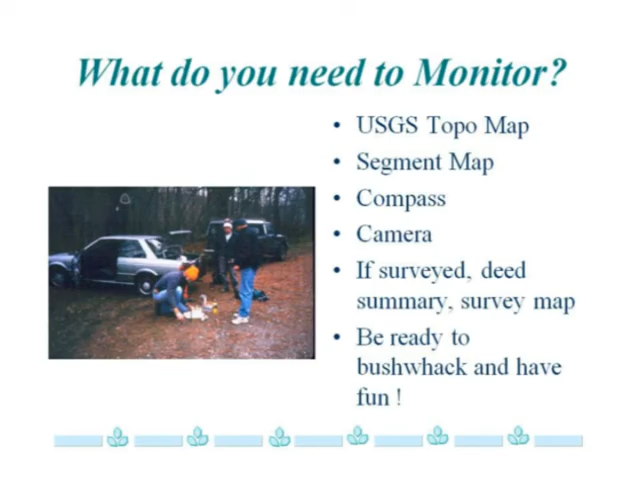 What do you need to Monitor?
• USGS Topo Map
• Segment Map
• Compass
• Camera
• If surveyed, deed
summary, survey map
• Be ready to
bushwhack and have
fun !